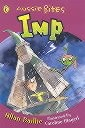 Aussie Bites
Imp
Allan Baillie
Illustrated by
Caroline Magerl